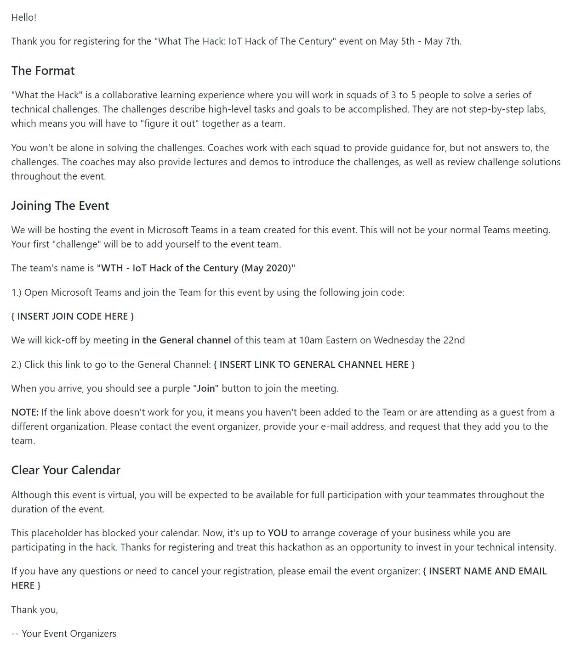 Hello!
Thank you for registering for the "What The Hack: IoT Hack of The Century" event on May 5th - May 7th.
The Format
"What the Hack" is a collaborative learning experience where you will work in squads of 3 to 5 people to solve a series of
technical challenges. The challenges describe high-level tasks and goals to be accomplished. They are not step-by-step labs,
which means you will have to "figure it out" together as a team.
You won't be alone in solving the challenges. Coaches work with each squad to provide guidance for, but not answers to, the
challenges. The coaches may also provide lectures and demos to introduce the challenges, as well as review challenge solutions
throughout the event.
Joining The Event
We will be hosting the event in Microsoft Teams in a team created for this event. This will not be your normal Teams meeting.
Your first "challenge" will be to add yourself to the event team.
The team's name is "WTH - IoT Hack of the Century (May 2020)"
1.) Open Microsoft Teams and join the Team for this event by using the following join code:
{ INSERT JOIN CODE HERE }
We will kick-off by meeting in the General channel of this team at 10am Eastern on Wednesday the 22nd
2.) Click this link to go to the General Channel: { INSERT LINK TO GENERAL CHANNEL HERE }
When you arrive, you should see a purple "Join" button to join the meeting.
NOTE: If the link above doesn't work for you, it means you haven't been added to the Team or are attending as a guest from a
different organization. Please contact the event organizer, provide your e-mail address, and request that they add you to the
team.
Clear Your Calendar
Although this event is virtual, you will be expected to be available for full participation with your teammates throughout the
duration of the event.
This placeholder has blocked your calendar. Now, it's up to YOU to arrange coverage of your business while you are
participating in the hack. Thanks for registering and treat this hackathon as an opportunity to invest in your technical intensity.
If you have any questions or need to cancel your registration, please email the event organizer: { INSERT NAME AND EMAIL
HERE }
Thank you,
-- Your Event Organizers